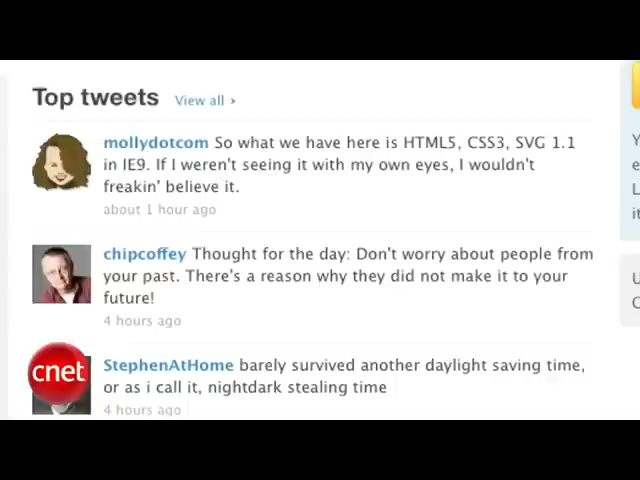 Top tweets View all ›
mollydotcom So what we have here is HTML5, CSS3, SVG 1.1
in IE9. If I weren't seeing it with my own eyes, I wouldn't
freakin' believe it.
about 1 hour ago
chipcoffey Thought for the day: Don't worry about people from
your past. There's a reason why they did not make it to your
future!
4 hours ago
StephenAtHome barely survived another daylight saving time,
or as i call it, nightdark stealing time
4 hours ago
cnet